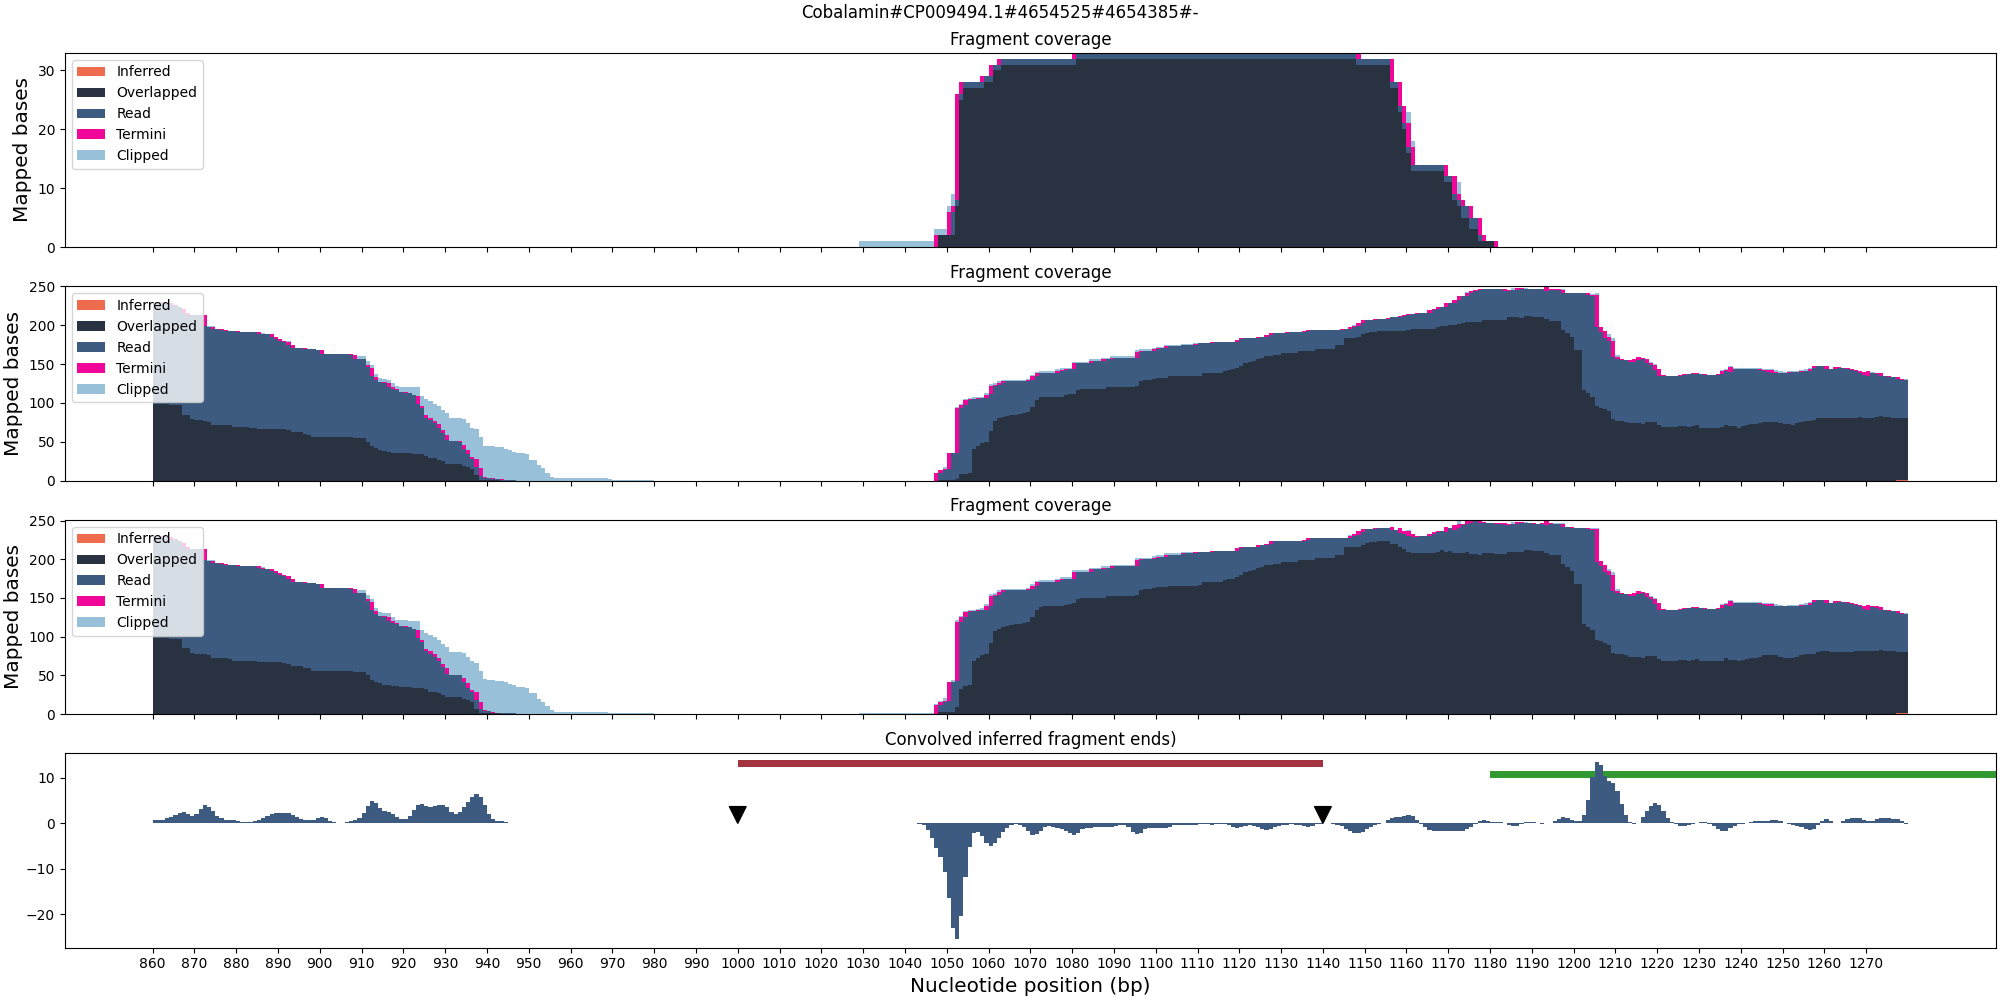 Cobalamin#CP009494.1#4654525#4654385#-
Fragment coverage
Mapped bases
30
20
10
0
Inferred
Overlapped
Read
Termini
Clipped
Fragment coverage
Mapped bases
250
200
150
100
50
0
Inferred
Overlapped
Read
Termini
Clipped
Fragment coverage
Mapped bases
250
200
150
100
50
0
Inferred
Overlapped
Read
Termini
Clipped
Convolved inferred fragment ends)
10
0
−10
−20
860 870 880 890 900 910 920 930 940 950 960 970 980 990 1000 1010 1020 1030 1040 1050 1060 1070 1080 1090 1100 1110 1120 1130 1140 1150 1160 1170 1180 1190 1200 1210 1220 1230 1240 1250 1260 1270
Nucleotide position (bp)